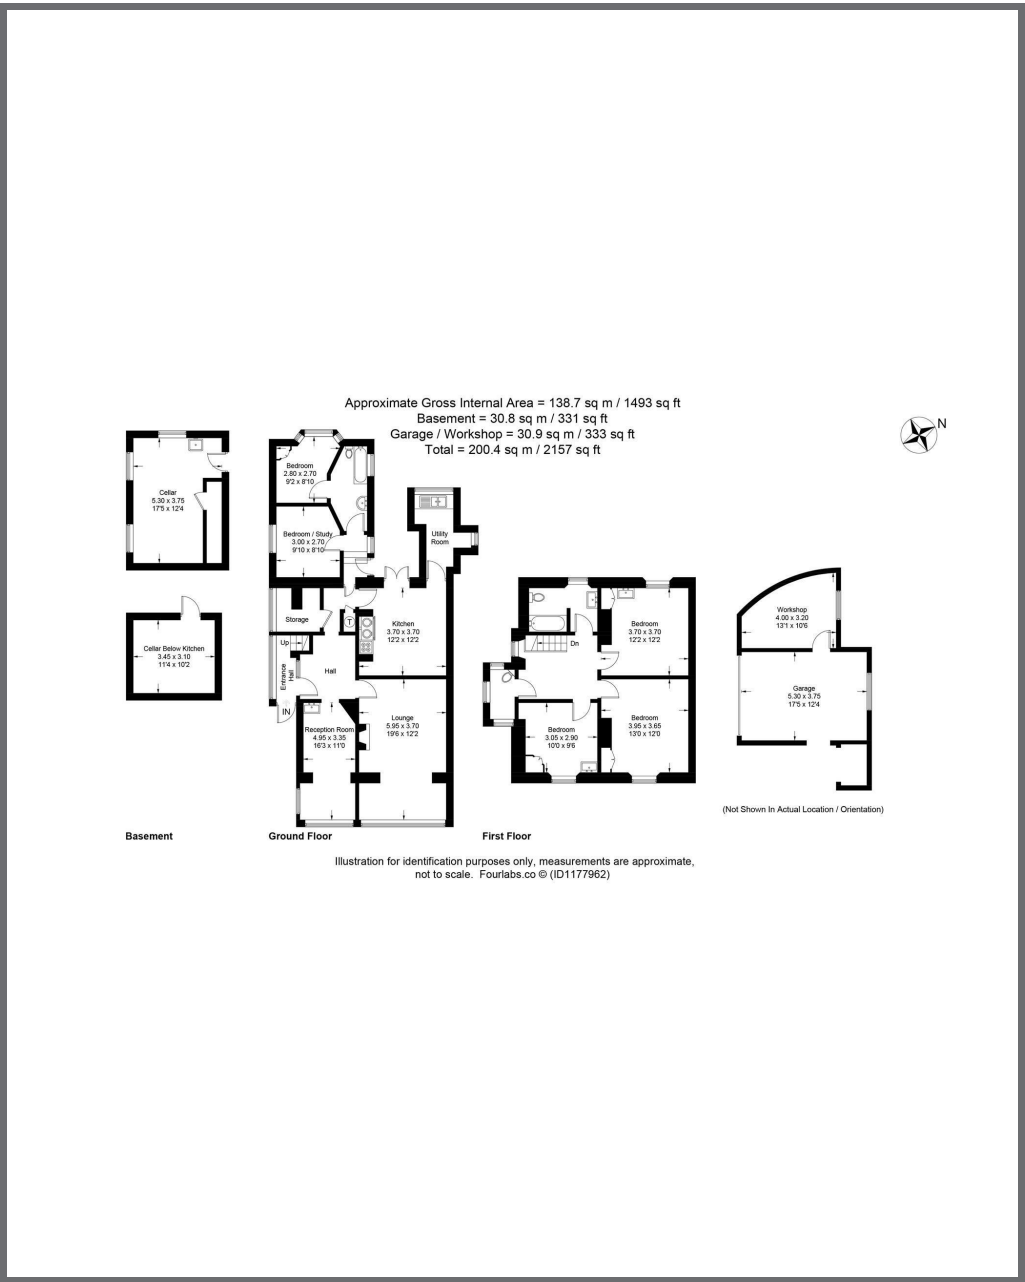 Approximate Gross Internal Area = 138.7 sq m / 1493 sq ft
Basement = 30.8 sq m / 331 sq ft
Garage / Workshop = 30.9 sq m / 333 sq ft
Total = 200.4 sq m / 2157 sq ft
N
Cellar
5.30 x 3.75
17'5 x 12'4
Cellar Below Kitchen
3.45 x 3.10
11'4 x 10'2
Basement
Bedroom
2.80 x 2.70
9'2 x 8'10
Bedroom / Study
3.00 x 2.70
9'10 x 8'10
Utility
Room
Storage
T
Kitchen
3.70 x 3.70
12'2 x 12'2
Up
Entrance
Hall
Hall
IN
Reception Room
4.95 x 3.35
16'3 x 11'0
Lounge
5.95 x 3.70
19'6 x 12'2
Ground Floor
Bedroom
3.70 x 3.70
12'2 x 12'2
Dn
Bedroom
3.05 x 2.90
10'0 x 9'6
Bedroom
3.95 x 3.65
13'0 x 12'0
First Floor
Workshop
4.00 x 3.20
13'1 x 10'6
Garage
5.30 x 3.75
17'5 x 12'4
(Not Shown In Actual Location / Orientation)
Illustration for identification purposes only, measurements are approximate,
not to scale. Fourlabs.co © (ID1177962)